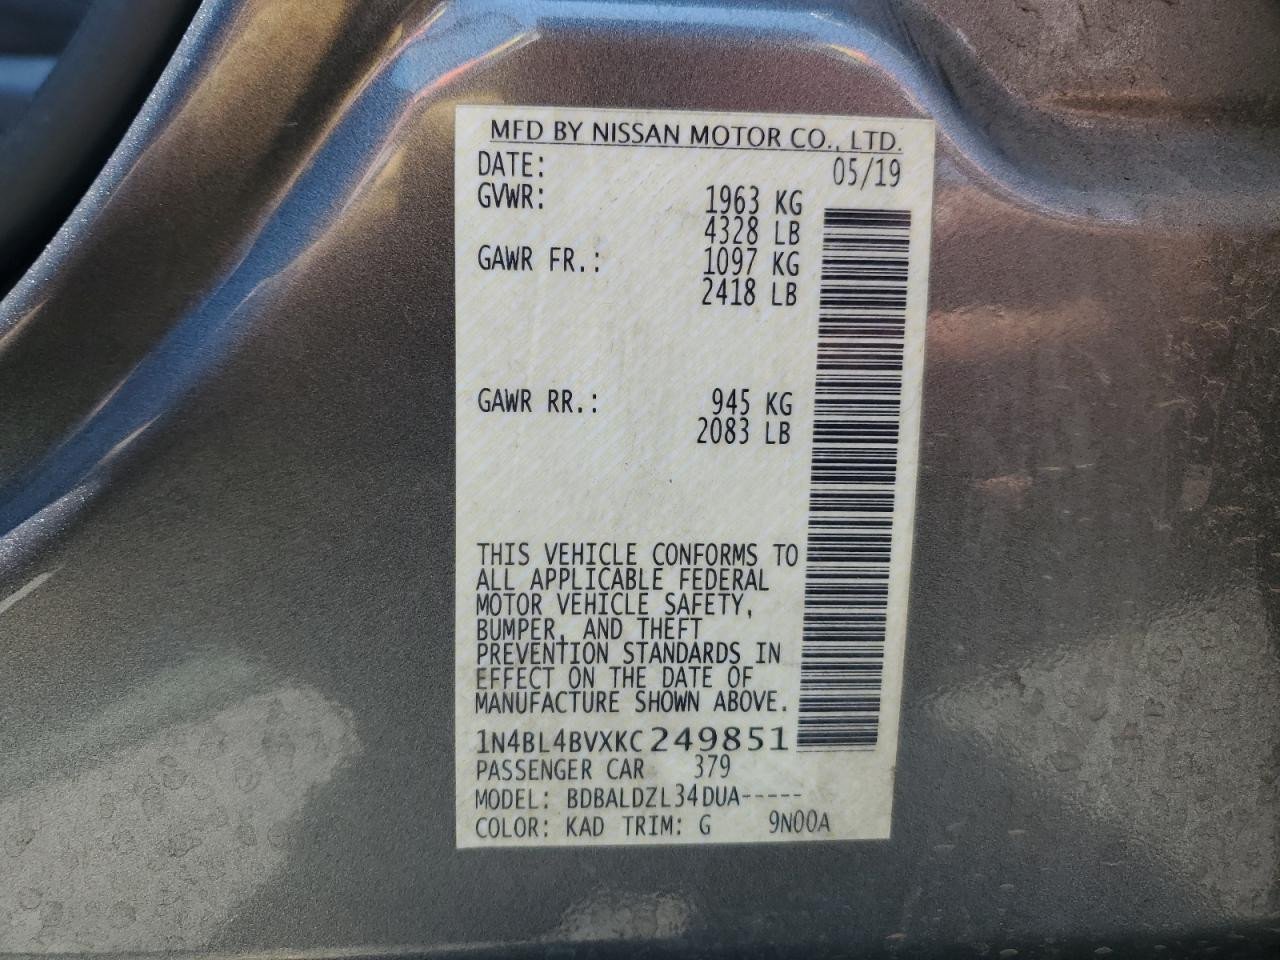 MFD BY NISSAN MOTOR CO., LTD.
DATE: 05/19
GVWR: 1963 KG
4328 LB
GAWR FR.: 1097 KG
2418 LB
GAWR RR.: 945 KG
2083 LB
THIS VEHICLE CONFORMS TO
ALL APPLICABLE FEDERAL
MOTOR VEHICLE SAFETY,
BUMPER, AND THEFT
PREVENTION STANDARDS IN
EFFECT ON THE DATE OF
MANUFACTURE SHOWN ABOVE.
1N4BL4BVXKC249851
PASSENGER CAR 379
MODEL: BDBALDZL34DUA-----
COLOR: KAD TRIM: G 9N00A